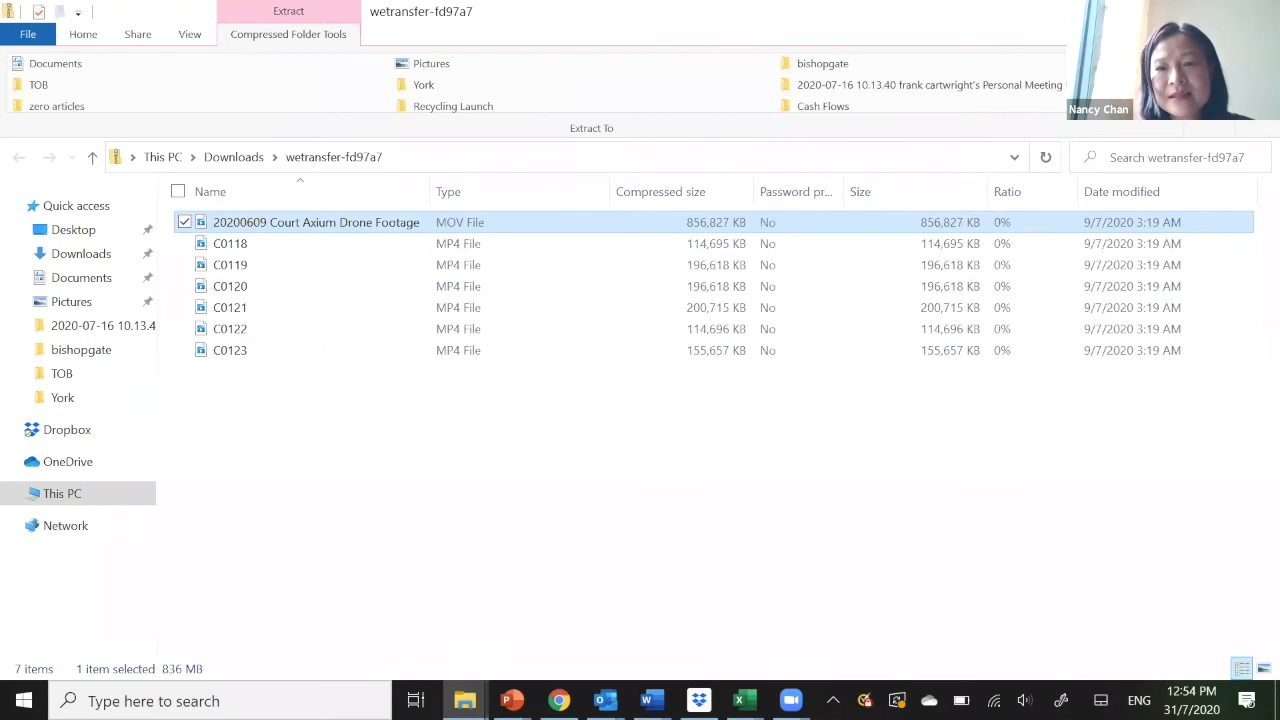 Extract
wetransfer-fd97a7
File
Home
Share
View
Compressed Folder Tools
Documents
Pictures
bishopgate
TOB
York
2020-07-16 10.13.40 frank cartwright's Personal Meeting
zero articles
Recycling Launch
Cash Flows
Nancy Chan
Extract To
This PC > Downloads > wetransfer-fd97a7
Search wetransfer-fd97a7
Name Type Compressed size Password pr... Size Ratio Date modified
20200609 Court Axium Drone Footage MOV File 856,827 KB No 856,827 KB 0% 9/7/2020 3:19 AM
C0118 MP4 File 114,695 KB No 114,695 KB 0% 9/7/2020 3:19 AM
C0119 MP4 File 196,618 KB No 196,618 KB 0% 9/7/2020 3:19 AM
C0120 MP4 File 196,618 KB No 196,618 KB 0% 9/7/2020 3:19 AM
C0121 MP4 File 200,715 KB No 200,715 KB 0% 9/7/2020 3:19 AM
C0122 MP4 File 114,696 KB No 114,696 KB 0% 9/7/2020 3:19 AM
C0123 MP4 File 155,657 KB No 155,657 KB 0% 9/7/2020 3:19 AM
Quick access
Desktop
Downloads
Documents
Pictures
2020-07-16 10.13.4
bishopgate
TOB
York
Dropbox
OneDrive
This PC
Network
7 items 1 item selected 836 MB
Type here to search
ENG
12:54 PM
31/7/2020